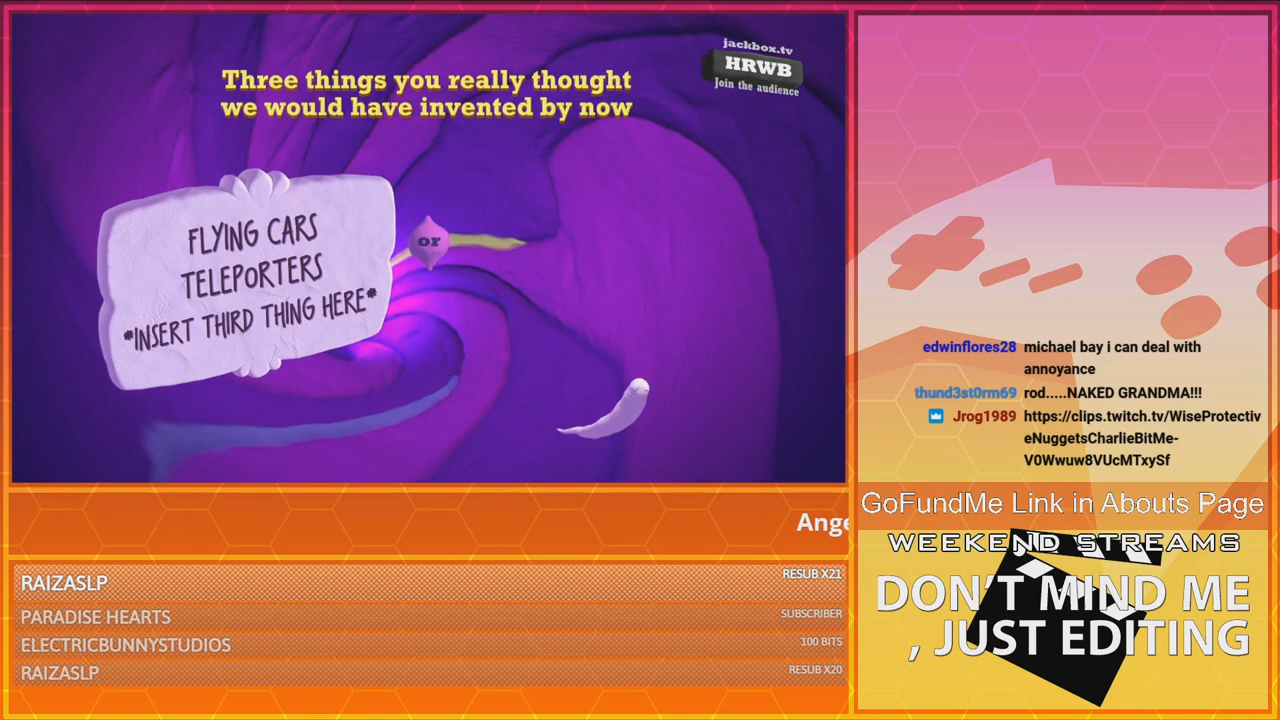 Three things you really thought
we would have invented by now
jackbox.tv
HRWB
Join the audience
FLYING CARS
TELEPORTERS
*INSERT THIRD THING HERE*
or
edwinflores28 michael bay i can deal with
annoyance
thund3st0rm69 rod.....NAKED GRANDMA!!!
Jrog1989 https://clips.twitch.tv/WiseProtectiv
eNuggetsCharlieBitMe-
V0Wwuw8VUcMTxySf
GoFundMe Link in Abouts Page
WEEKEND STREAMS
DON'T MIND ME
, JUST EDITING
Ange
RAIZASLP RESUB X21
PARADISE HEARTS SUBSCRIBER
ELECTRICBUNNYSTUDIOS 100 BITS
RAIZASLP RESUB X20